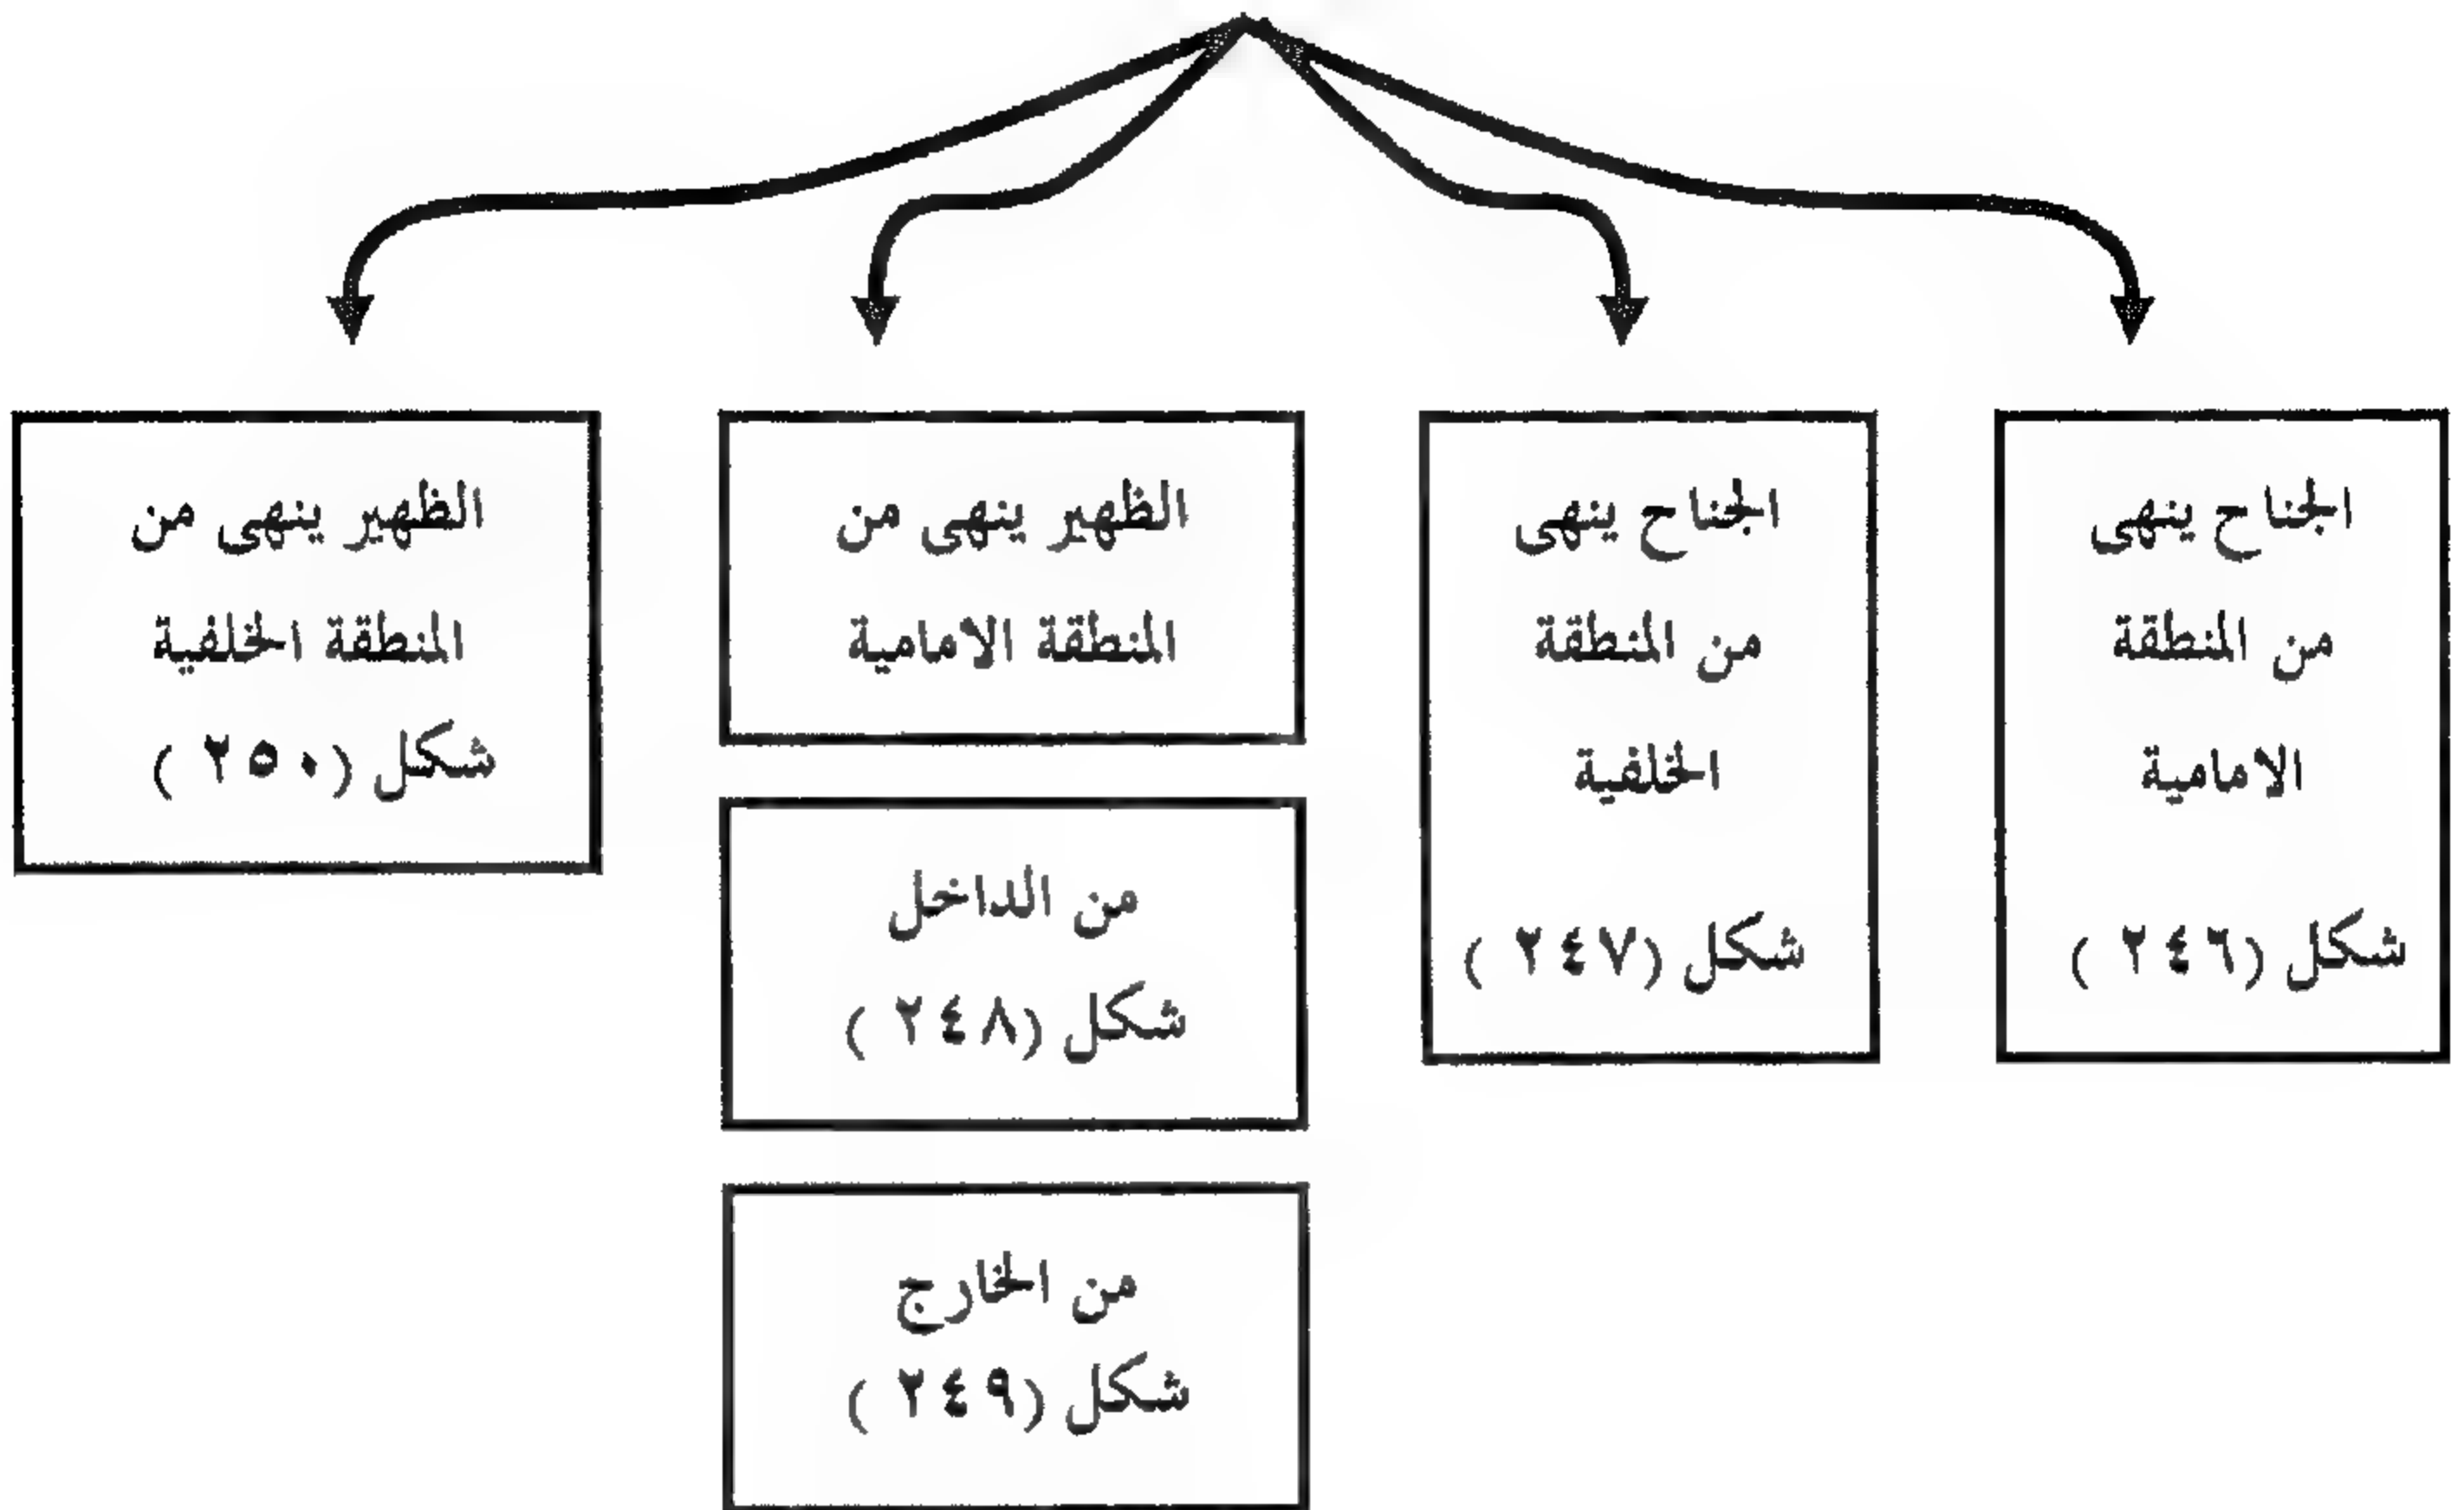 الجناح ينهى
من المنطقة
الامامية
شكل (٢٤٦ )
الجناح ينهى
من المنطقة
الخلفية
شكل (٢٤٧ )
الظهير ينهى من
المنطقة الامامية
من الداخل
شكل (٢٤٨ )
من الخارج
شكل (٢٤٩ )
الظهير ينهى من
المنطقة الخلفية
شكل (٢٥٠ )